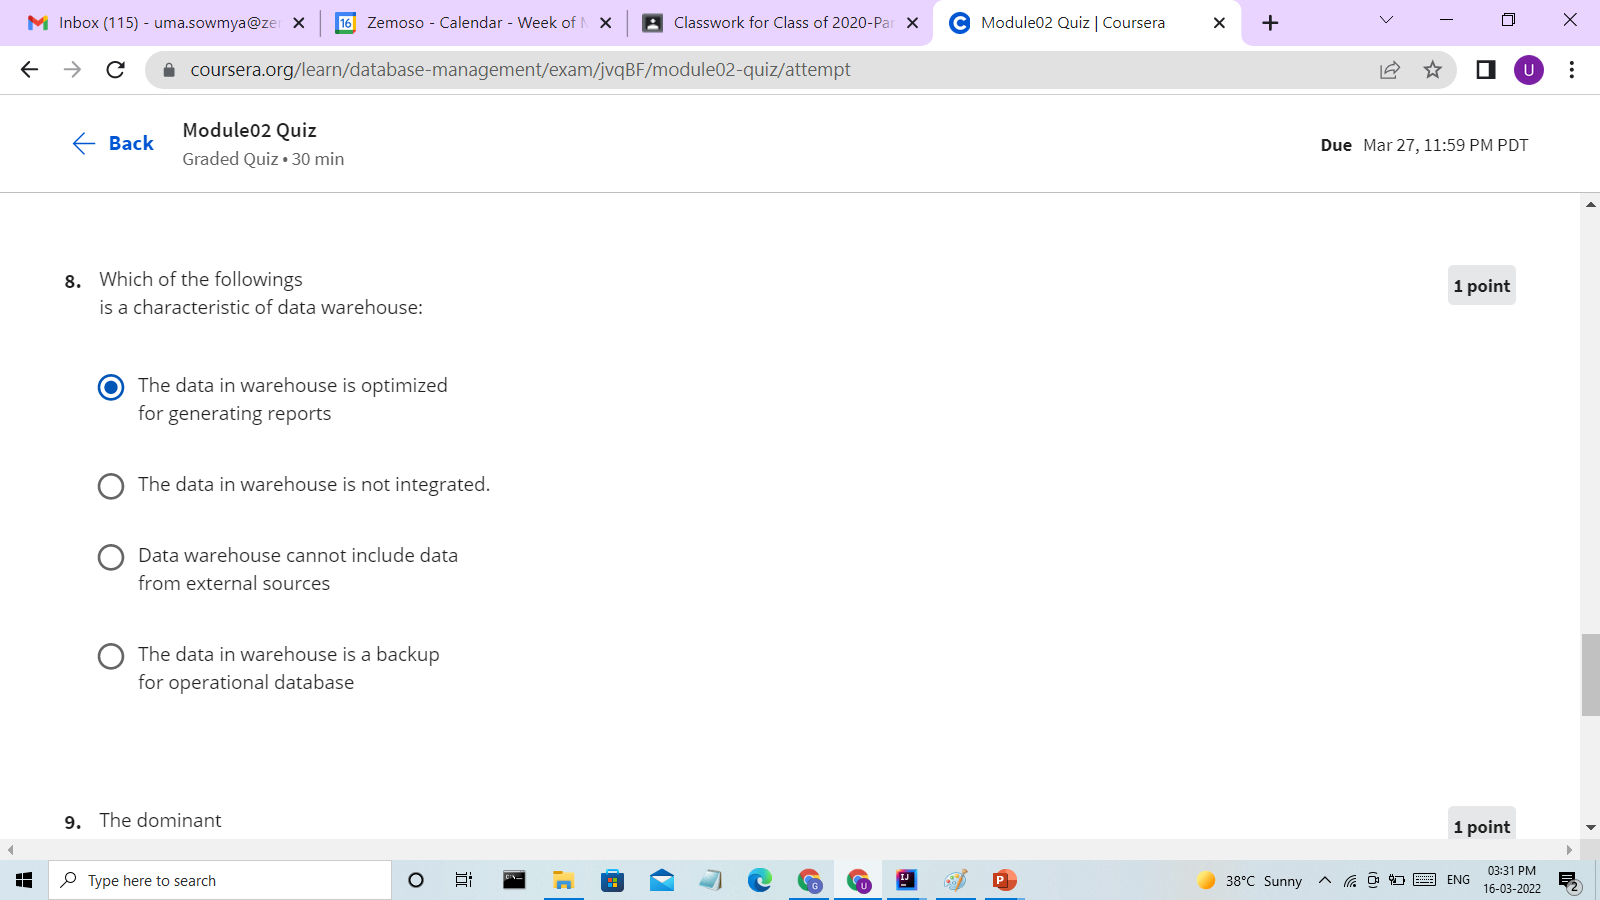 Inbox (115) - uma.sowmya@ze
Zemoso - Calendar - Week of
Classwork for Class of 2020-Par
Module02 Quiz | Coursera
coursera.org/learn/database-management/exam/jvqBF/module02-quiz/attempt
U
Back
Module02 Quiz
Graded Quiz • 30 min
Due Mar 27, 11:59 PM PDT
8. Which of the followings
is a characteristic of data warehouse:
1 point
The data in warehouse is optimized
for generating reports
The data in warehouse is not integrated.
Data warehouse cannot include data
from external sources
The data in warehouse is a backup
for operational database
9. The dominant
1 point
Type here to search
38°C Sunny
ENG
03:31 PM
16-03-2022
2